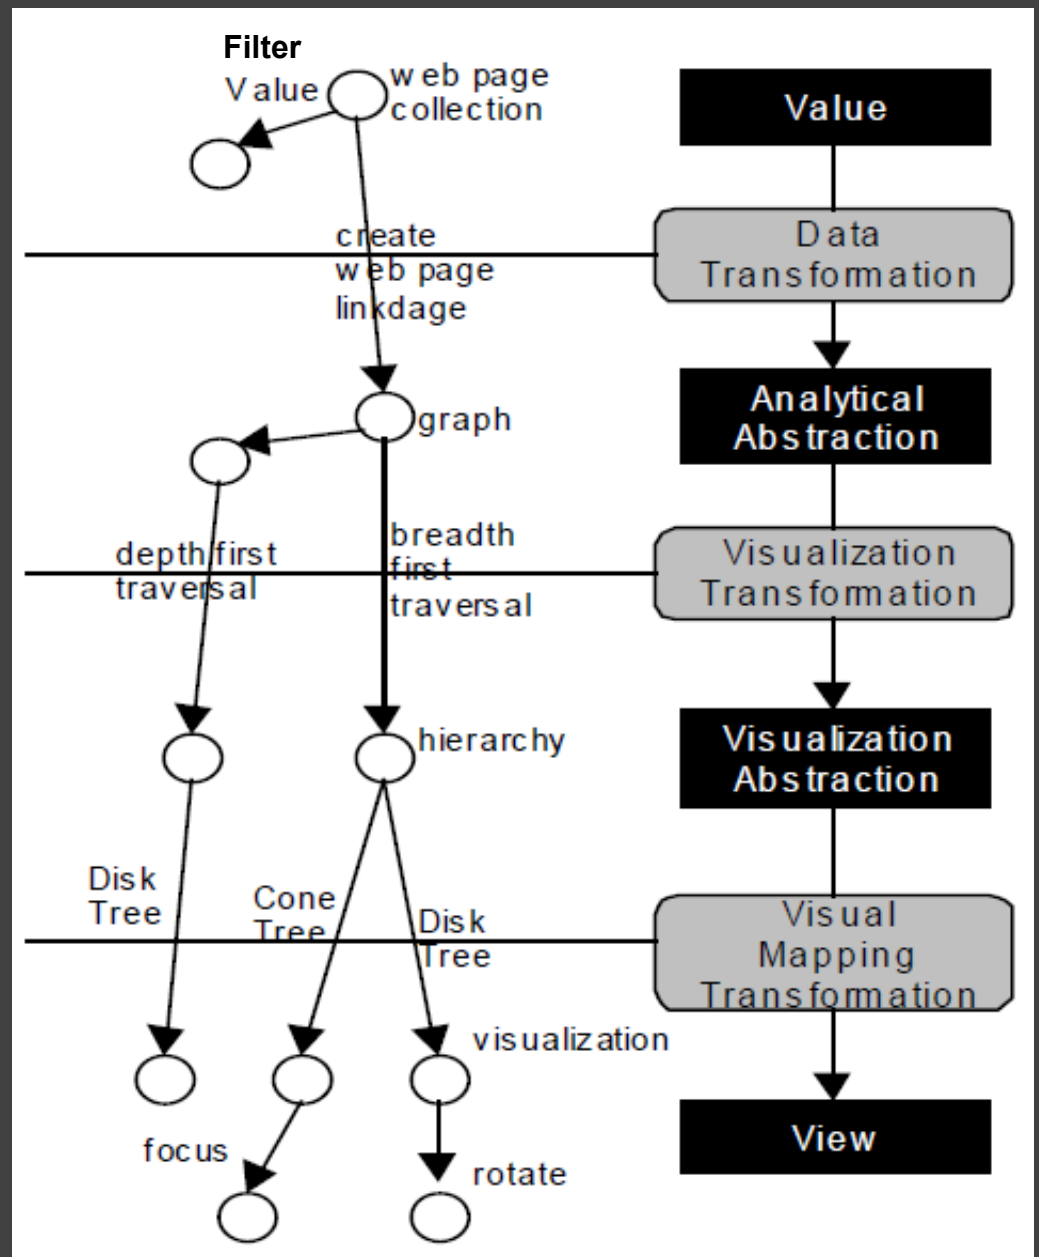 Filter
Value
web page
collection
Value
create
web page
linkdage
Data
Transformation
graph
Analytical
Abstraction
depth first
traversal
breadth
first
traversal
Visualization
Transformation
hierarchy
Visualization
Abstraction
Disk
Tree
Cone
Tree
Disk
Tree
Visual
Mapping
Transformation
visualization
focus
rotate
View